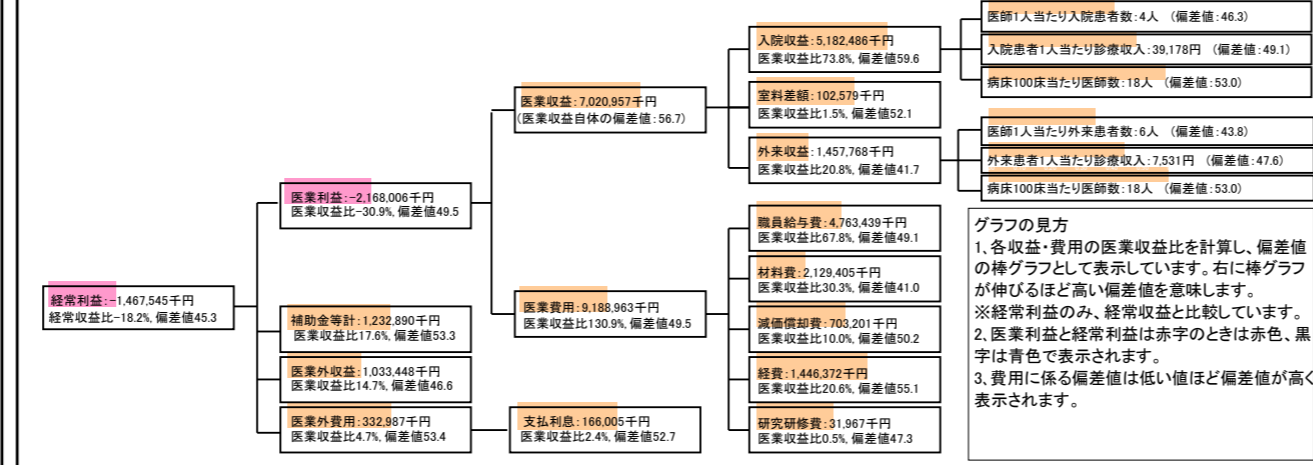 経常利益:-1,467,545千円
経常収益比-18.2%, 偏差値45.3
医業利益:-2,168,006千円
医業収益比-30.9%, 偏差値49.5
補助金等計:1,232,890千円
医業収益比17.6%, 偏差値53.3
医業外収益:1,033,448千円
医業収益比14.7%, 偏差値46.6
医業外費用:332,987千円
医業収益比4.7%, 偏差値53.4
支払利息:166,005千円
医業収益比2.4%, 偏差値52.7
医業収益:7,020,957千円
(医業収益自体の偏差値:56.7)
医業費用:9,188,963千円
医業収益比130.9%, 偏差値49.5
入院収益:5,182,486千円
医業収益比73.8%, 偏差値59.6
室料差額:102,579千円
医業収益比1.5%, 偏差値52.1
外来収益:1,457,768千円
医業収益比20.8%, 偏差値41.7
職員給与費:4,763,439千円
医業収益比67.8%, 偏差値49.1
材料費:2,129,405千円
医業収益比30.3%, 偏差値41.0
減価償却費:703,201千円
医業収益比10.0%, 偏差値50.2
経費:1,446,372千円
医業収益比20.6%, 偏差値55.1
研究研修費:31,967千円
医業収益比0.5%, 偏差値47.3
医師1人当たり入院患者数:4人 (偏差値:46.3)
入院患者1人当たり診療収入:39,178円 (偏差値:49.1)
病床100床当たり医師数:18人 (偏差値:53.0)
医師1人当たり外来患者数:6人 (偏差値:43.8)
外来患者1人当たり診療収入:7,531円 (偏差値:47.6)
病床100床当たり医師数:18人 (偏差値:53.0)
グラフの見方
1、各収益・費用の医業収益比を計算し、偏差値
の棒グラフとして表示しています。右に棒グラフ
が伸びるほど高い偏差値を意味します。
※経常利益のみ、経常収益と比較しています。
2、医業利益と経常利益は赤字のときは赤色、黒
字は青色で表示されます。
3、費用に係る偏差値は低い値ほど偏差値が高く
表示されます。